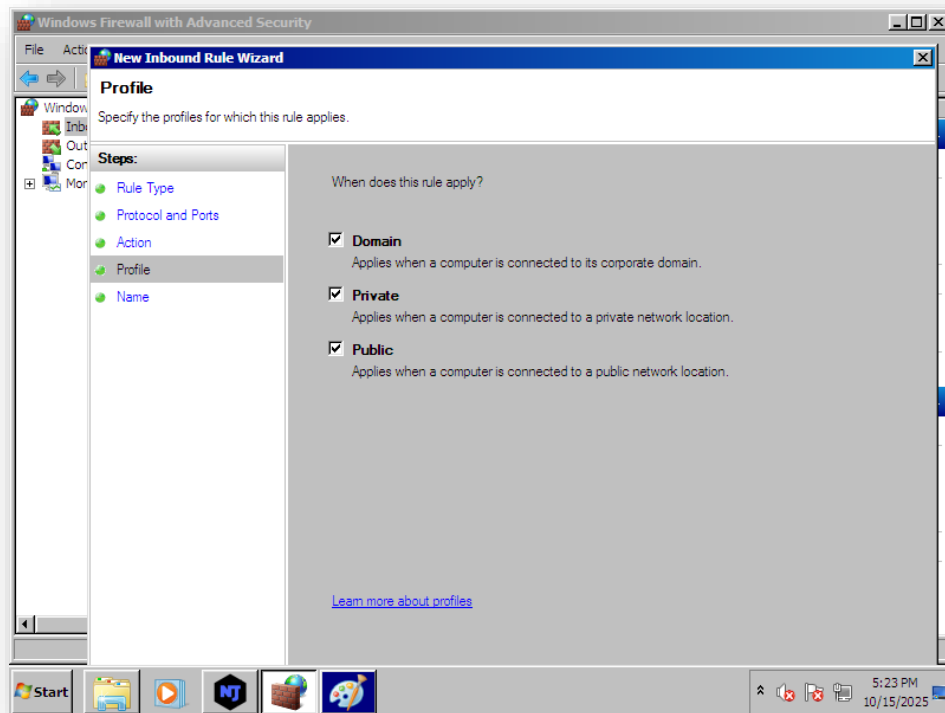 Windows Firewall with Advanced Security
File
New Inbound Rule Wizard
Profile
Specify the profiles for which this rule applies.
Steps:
Rule Type
Protocol and Ports
Action
Profile
Name
When does this rule apply?
Domain
Applies when a computer is connected to its corporate domain.
Private
Applies when a computer is connected to a private network location.
Public
Applies when a computer is connected to a public network location.
Learn more about profiles
Start
NJ
5:23 PM
10/15/2025